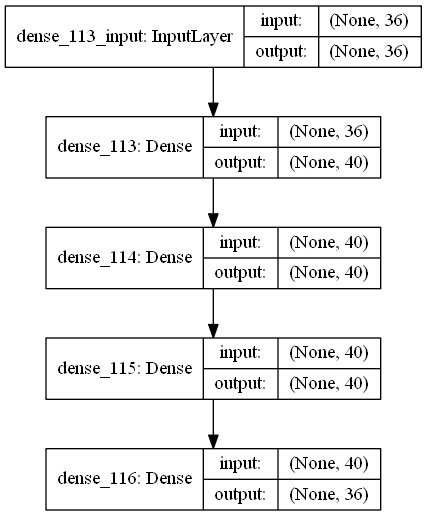 dense_113_input: InputLayer
input: (None, 36)
output: (None, 36)
dense_113: Dense
input: (None, 36)
output: (None, 40)
dense_114: Dense
input: (None, 40)
output: (None, 40)
dense_115: Dense
input: (None, 40)
output: (None, 40)
dense_116: Dense
input: (None, 40)
output: (None, 36)